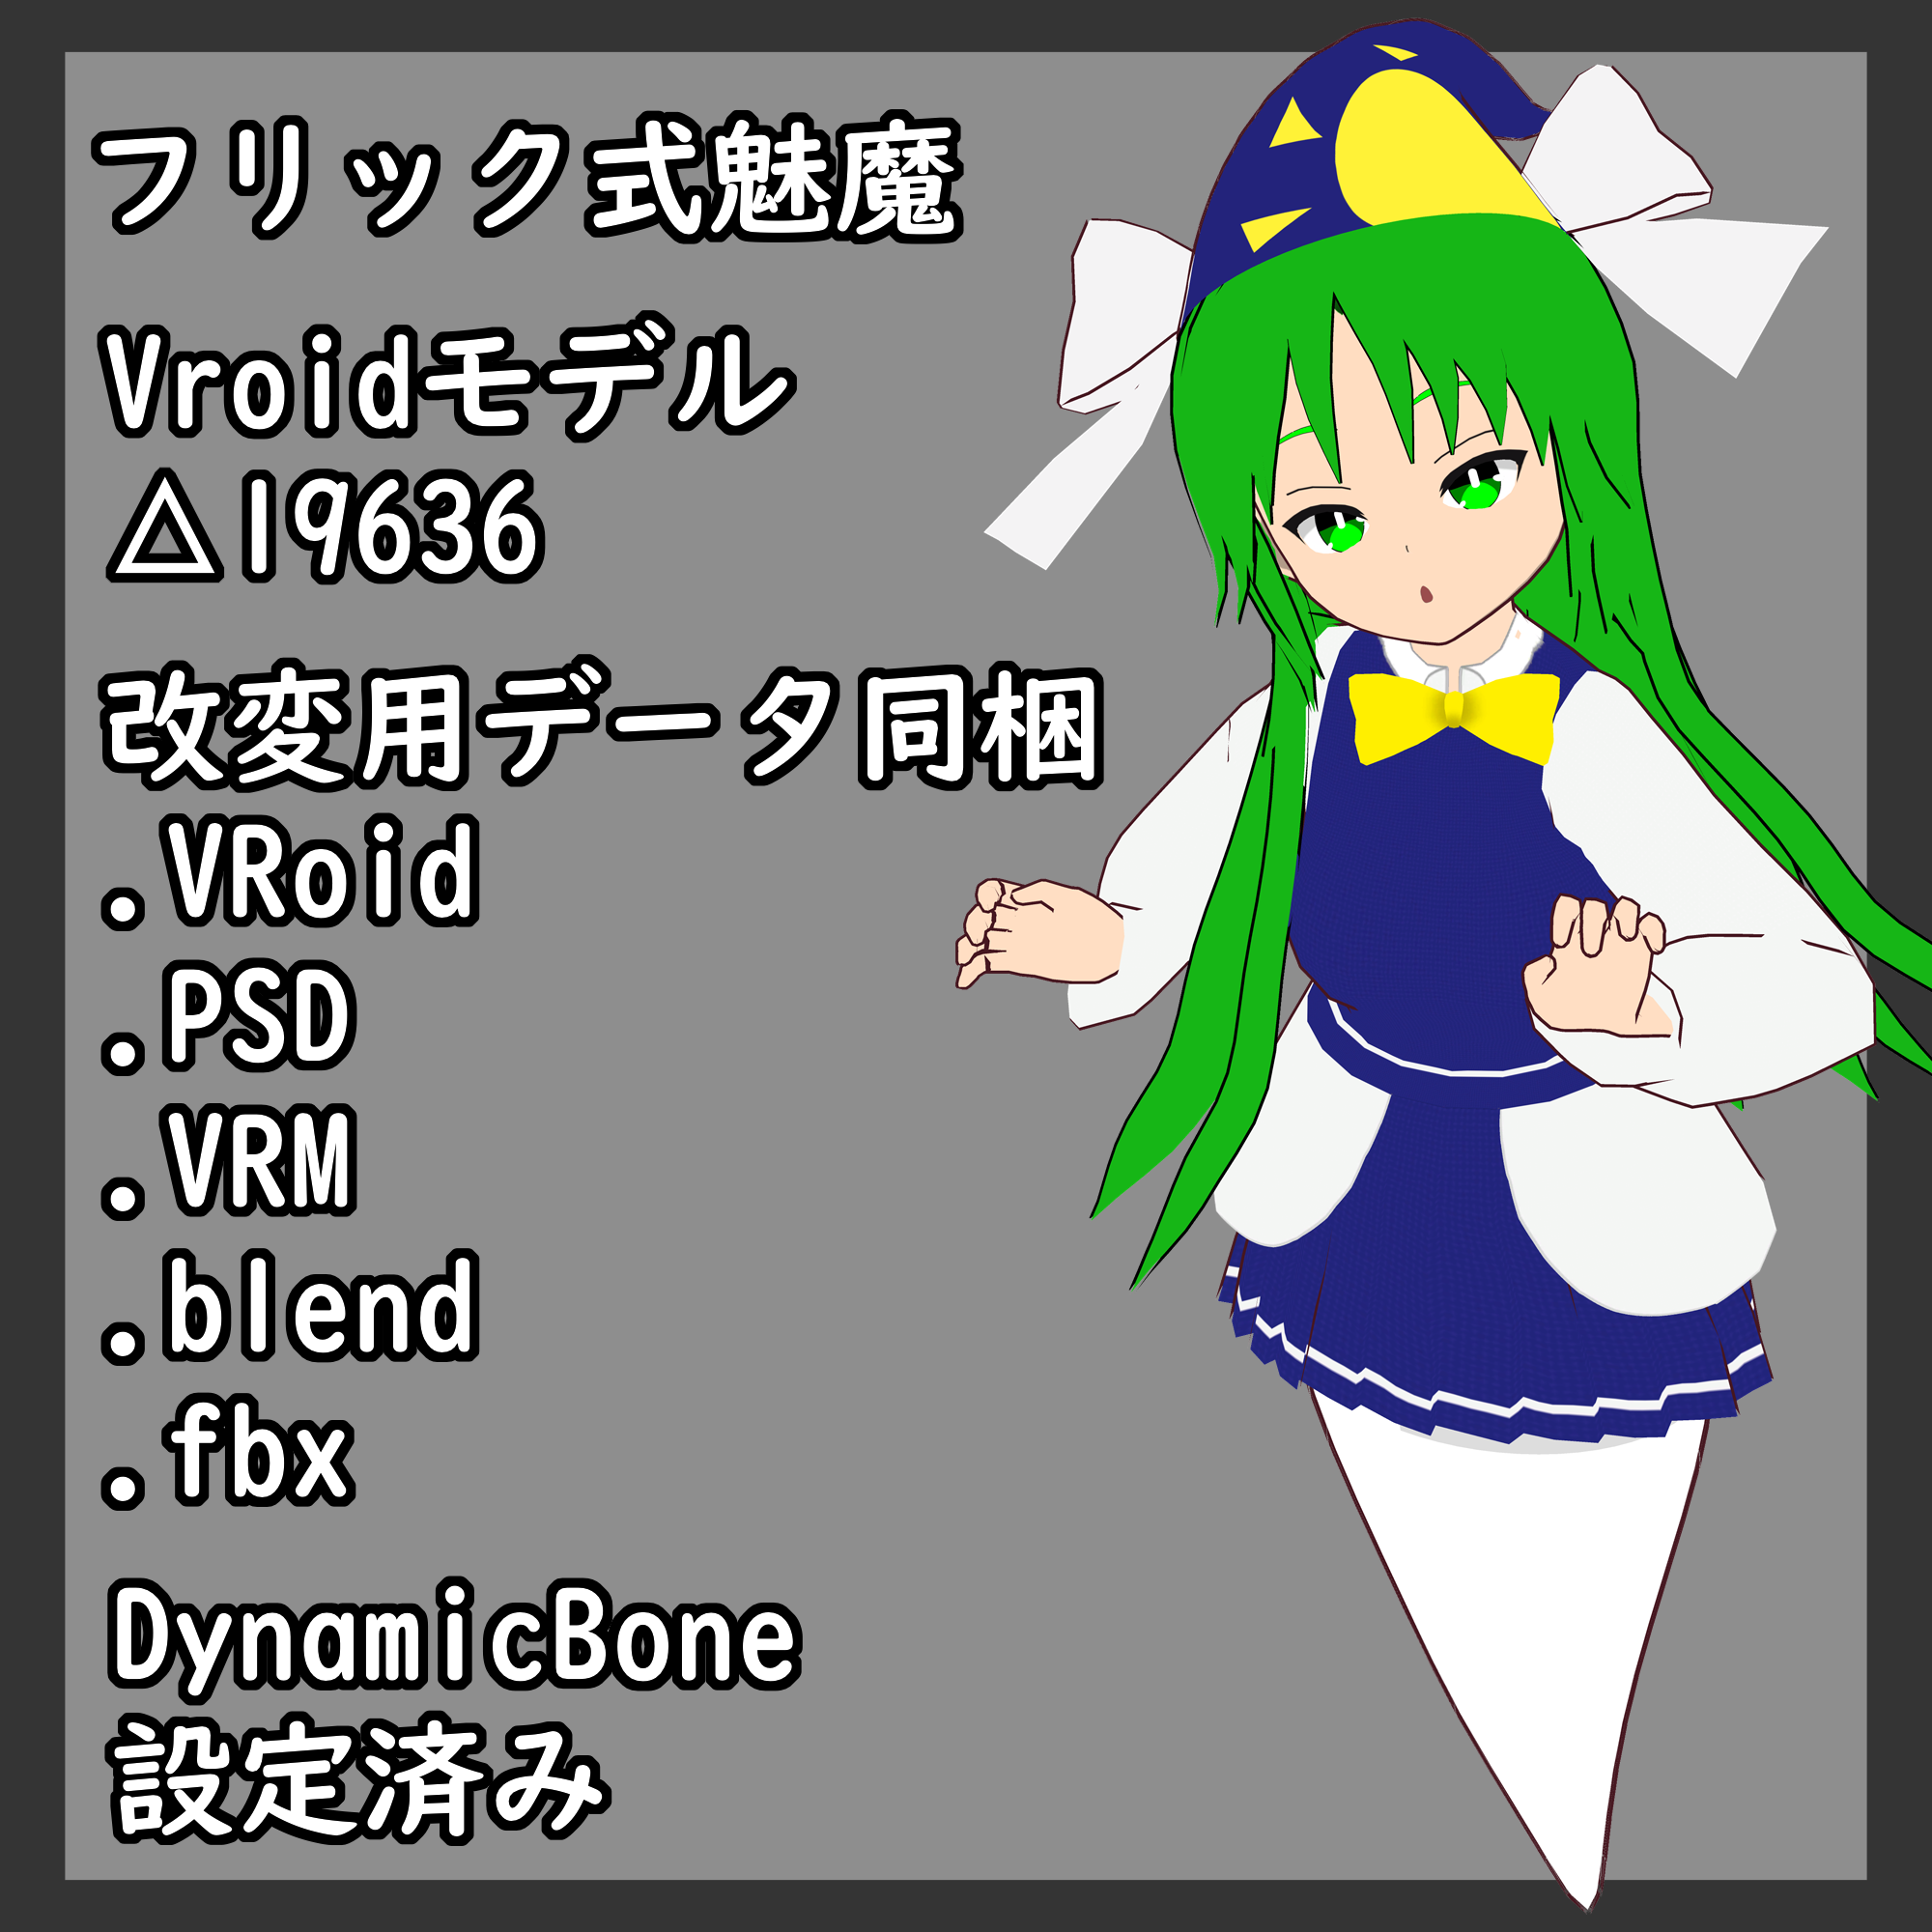 フリック式魅魔
Vroidモデル
△19636
改変用データ同梱
.VRoid
.PSD
.VRM
.blend
.fbx
DynamicBone
設定済み